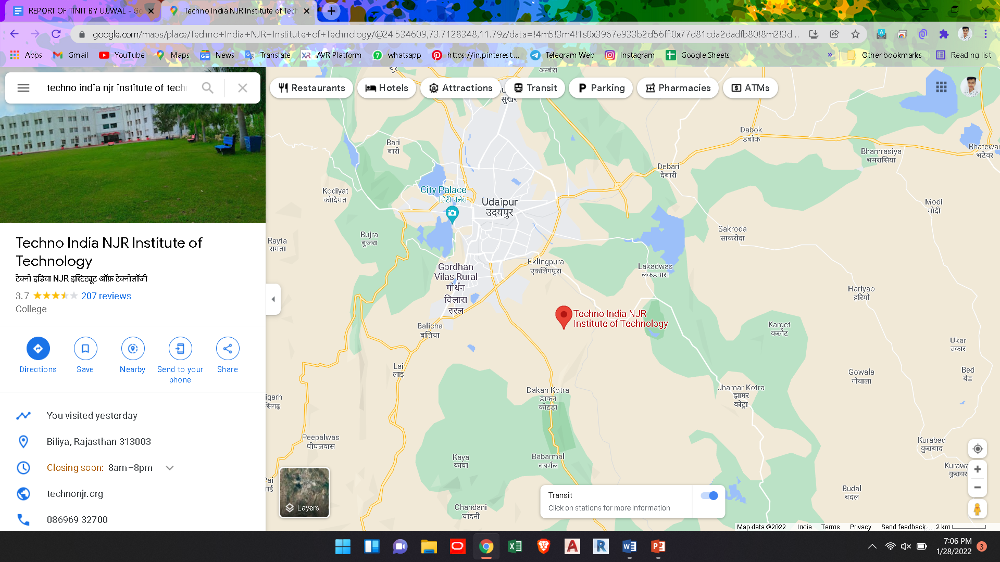 REPORT OF TINIT BY UJJWAL - Go
Techno India NJR Institute of Tech
google.com/maps/place/Techno+India+NJR+Institute+of+Technology/@24.534609,73.7128348,11.79z/data=!4m5!3m4!1s0x3967e933b2cf56ff:0x77d81cda2dadfb80!8m2!3d...
Apps Gmail YouTube Maps News Translate AVR Platform whatsapp https://in.pinterest.... Telegram Web Instagram Google Sheets » Other bookmarks Reading list
techno india njr institute of tech
Restaurants Hotels Attractions Transit Parking Pharmacies ATMs
Techno India NJR Institute of
Technology
टेक्नो इंडिया NJR इंस्टिट्यूट ऑफ़ टेक्नोलॉजी
3.7 207 reviews
College
Directions Save Nearby Send to your phone Share
You visited yesterday
Biliya, Rajasthan 313003
Closing soon: 8am–8pm
technonjr.org
086969 32700
अम्बेरी
Dabok
डबोक
Bari
बारी
Bhamrasiya
भमरासिया
भटेवर
Debari
देबारी
Kodiyat
कोदियत
City Palace
सिटी पैलेस
Udaipur
उदयपुर
Modi
मोदी
Sakroda
साकरोदा
Bujra
बुजरा
Rayta
रायता
Eklingpura
एकलिंगपुरा
Gordhan
Vilas Rural
गोर्धन
विलास
रुरल
Lakadwas
लकडवास
Hariyao
हरियो
Techno India NJR
Institute of Technology
Balicha
बलिचा
Karget
करगेट
Ukar
उकार
Lai
लाइ
Gowala
गोवाला
Bed
बेड
Dakan Kotra
डाकन
कोटड़ा
Jhamar Kotra
झामर
कोट्रा
igarh
Peepalwas
पीपलवास
Kaya
काया
Babarmal
बबर्मल
Kurabad
कुराबाद
Kurawa
कुरावर
Budal
बदल
Chandani
चांदनी
Layers
Transit
Click on stations for more information
Map data ©2022 India Terms Privacy Send feedback 2 km
7:06 PM
1/28/2022
3